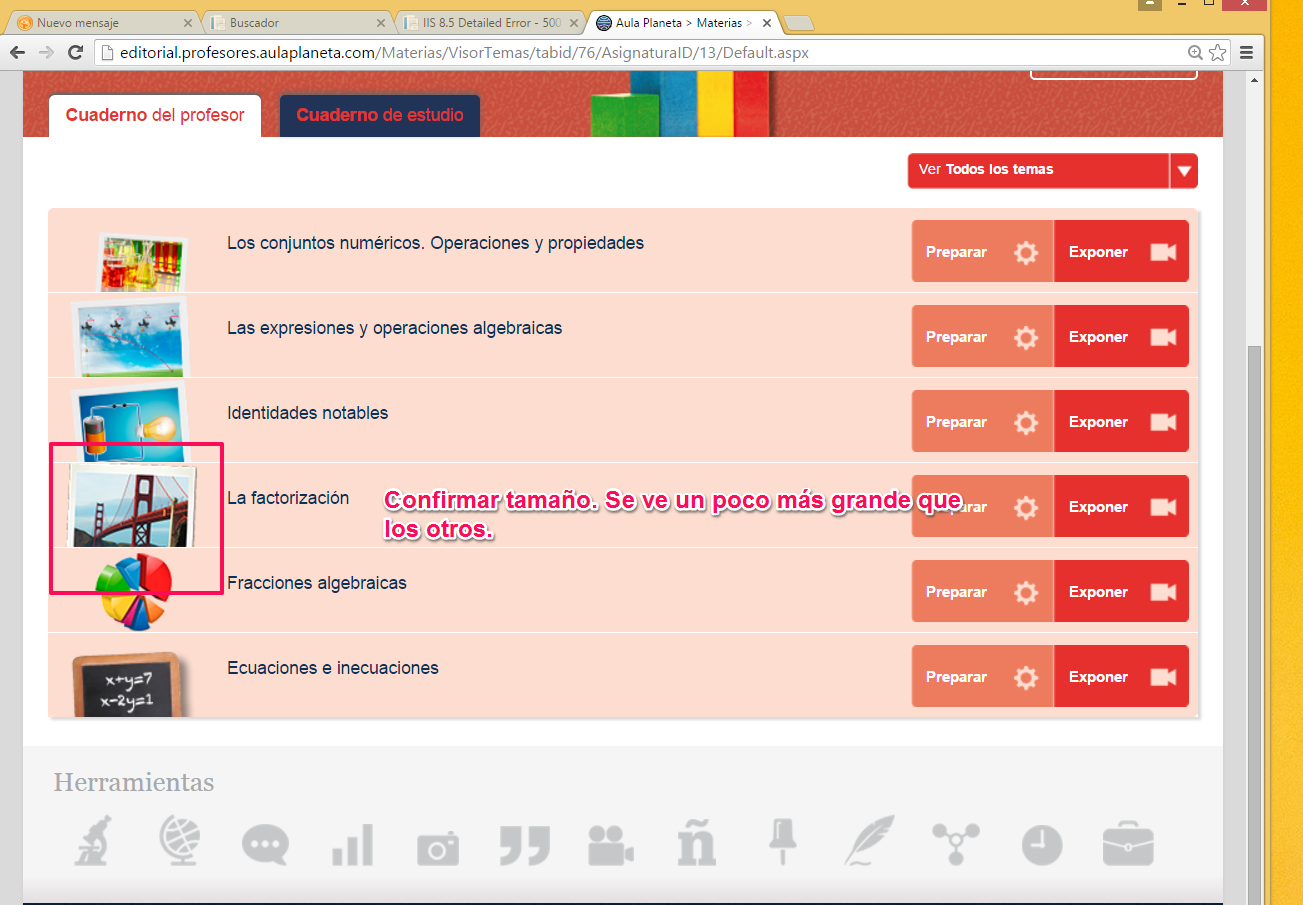 Nuevo mensaje
Buscador
IIS 8.5 Detailed Error - 500
Aula Planeta > Materias >
editorial.profesores.aulaplaneta.com/Materias/VisorTemas/tabid/76/AsignaturaID/13/Default.aspx
Cuaderno del profesor
Cuaderno de estudio
Ver Todos los temas
Los conjuntos numéricos. Operaciones y propiedades
Preparar
Exponer
Las expresiones y operaciones algebraicas
Preparar
Exponer
Identidades notables
Preparar
Exponer
La factorización
Confirmar tamaño. Se ve un poco más grande que
los otros.
Exponer
Fracciones algebraicas
Preparar
Exponer
x+y=7
x-2y=1
Ecuaciones e inecuaciones
Preparar
Exponer
Herramientas
ñ